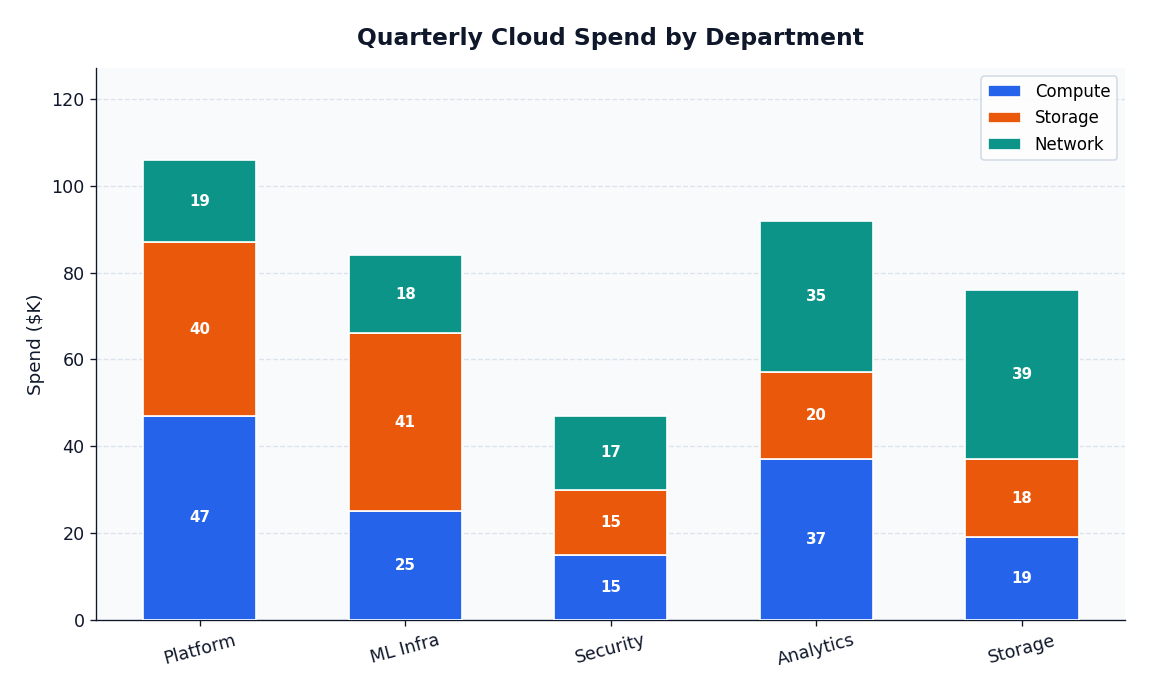 Quarterly Cloud Spend by Department
Spend ($K)
120
100
80
60
40
20
0
Compute
Storage
Network
19
40
47
18
41
25
17
15
15
35
20
37
39
18
19
Platform
ML Infra
Security
Analytics
Storage